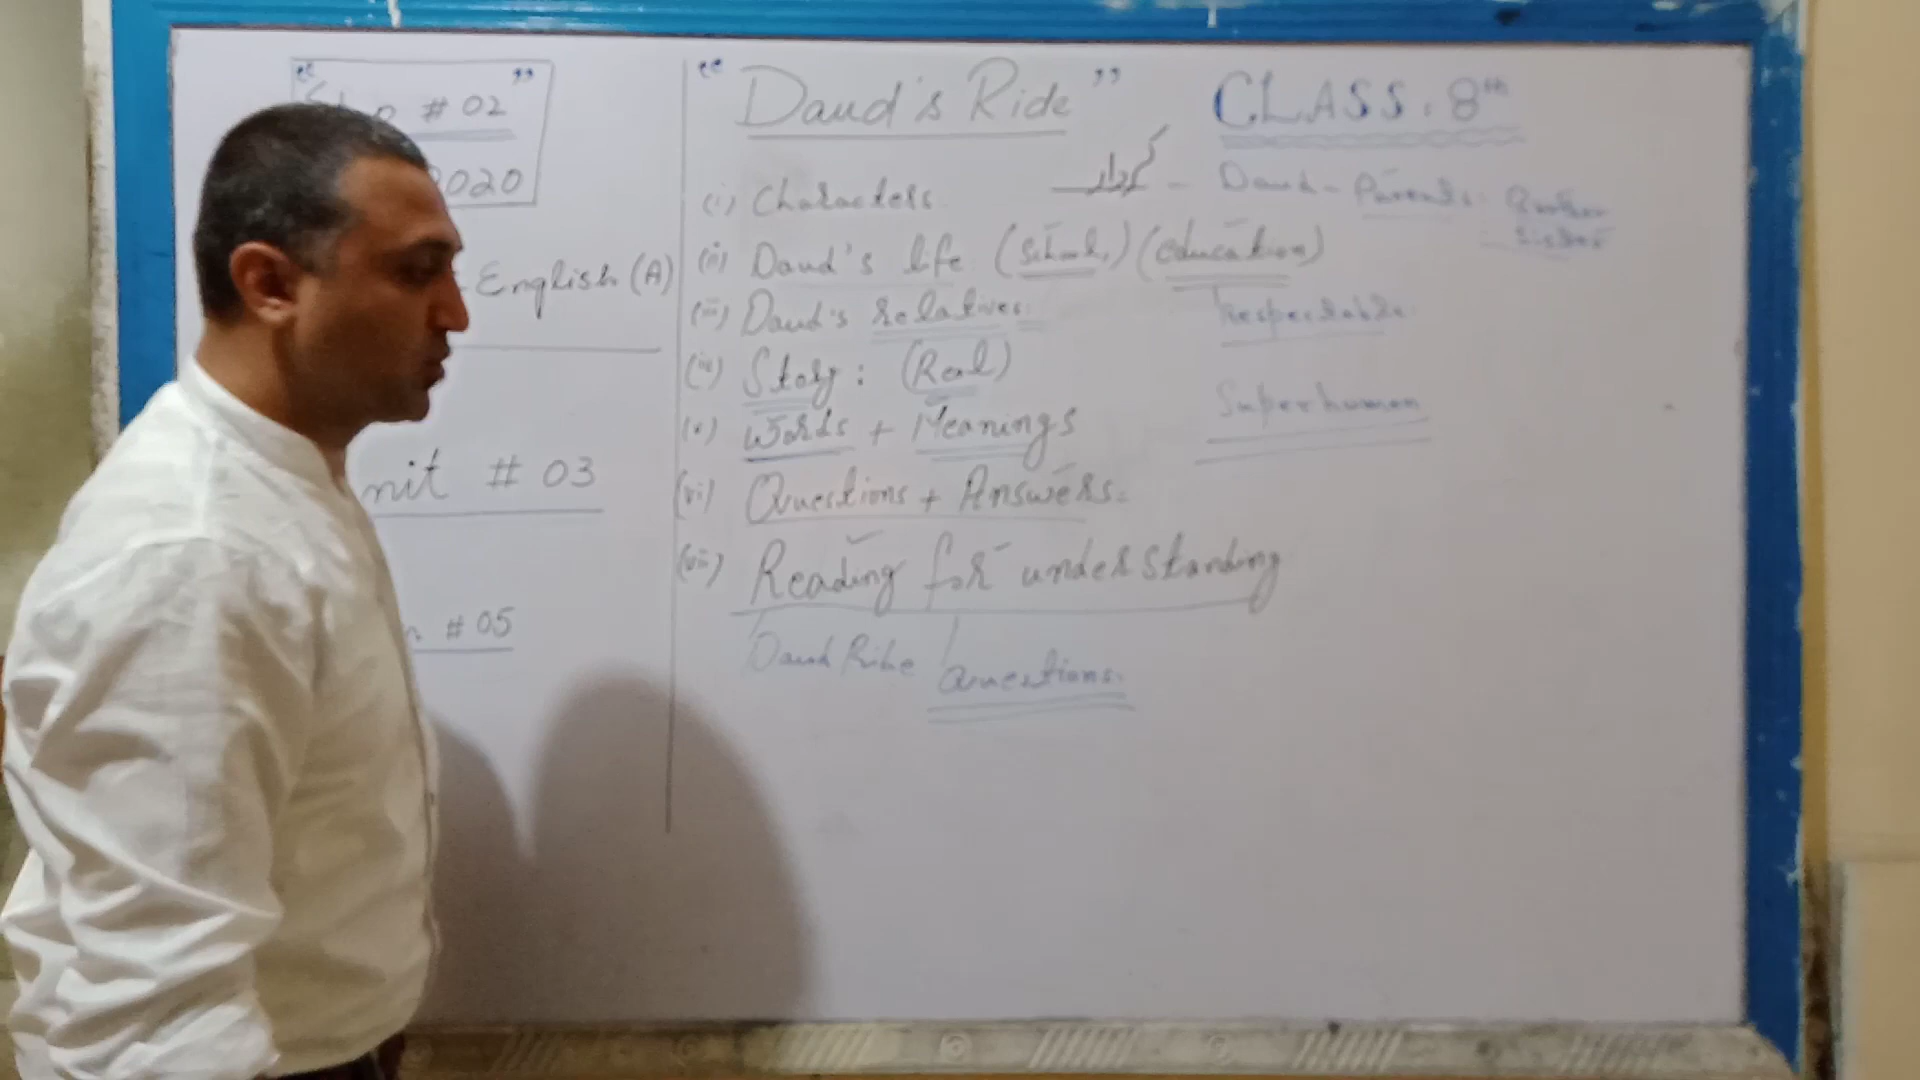 " # 02 "
2020
English (A)
nit # 03
# 05
" Daud's Ride "
CLASS. 8th
(i) Characters کردار - Daud - Parents. Brother
Sister
(ii) Daud's life (School,) (education)
(iii) Daud's relatives.
Respectable
(iv) Story: (Real)
Superhuman
(v) Words + Meanings
(vi) Questions + Answers.
(vii) Reading for understanding
Daud Ride Questions.